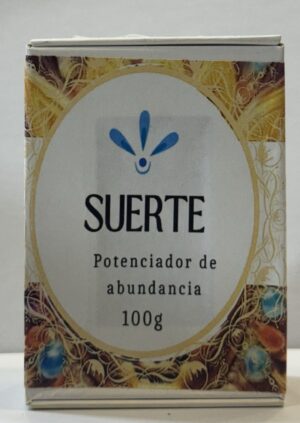 SUERTE
Potenciador de
abundancia
100g